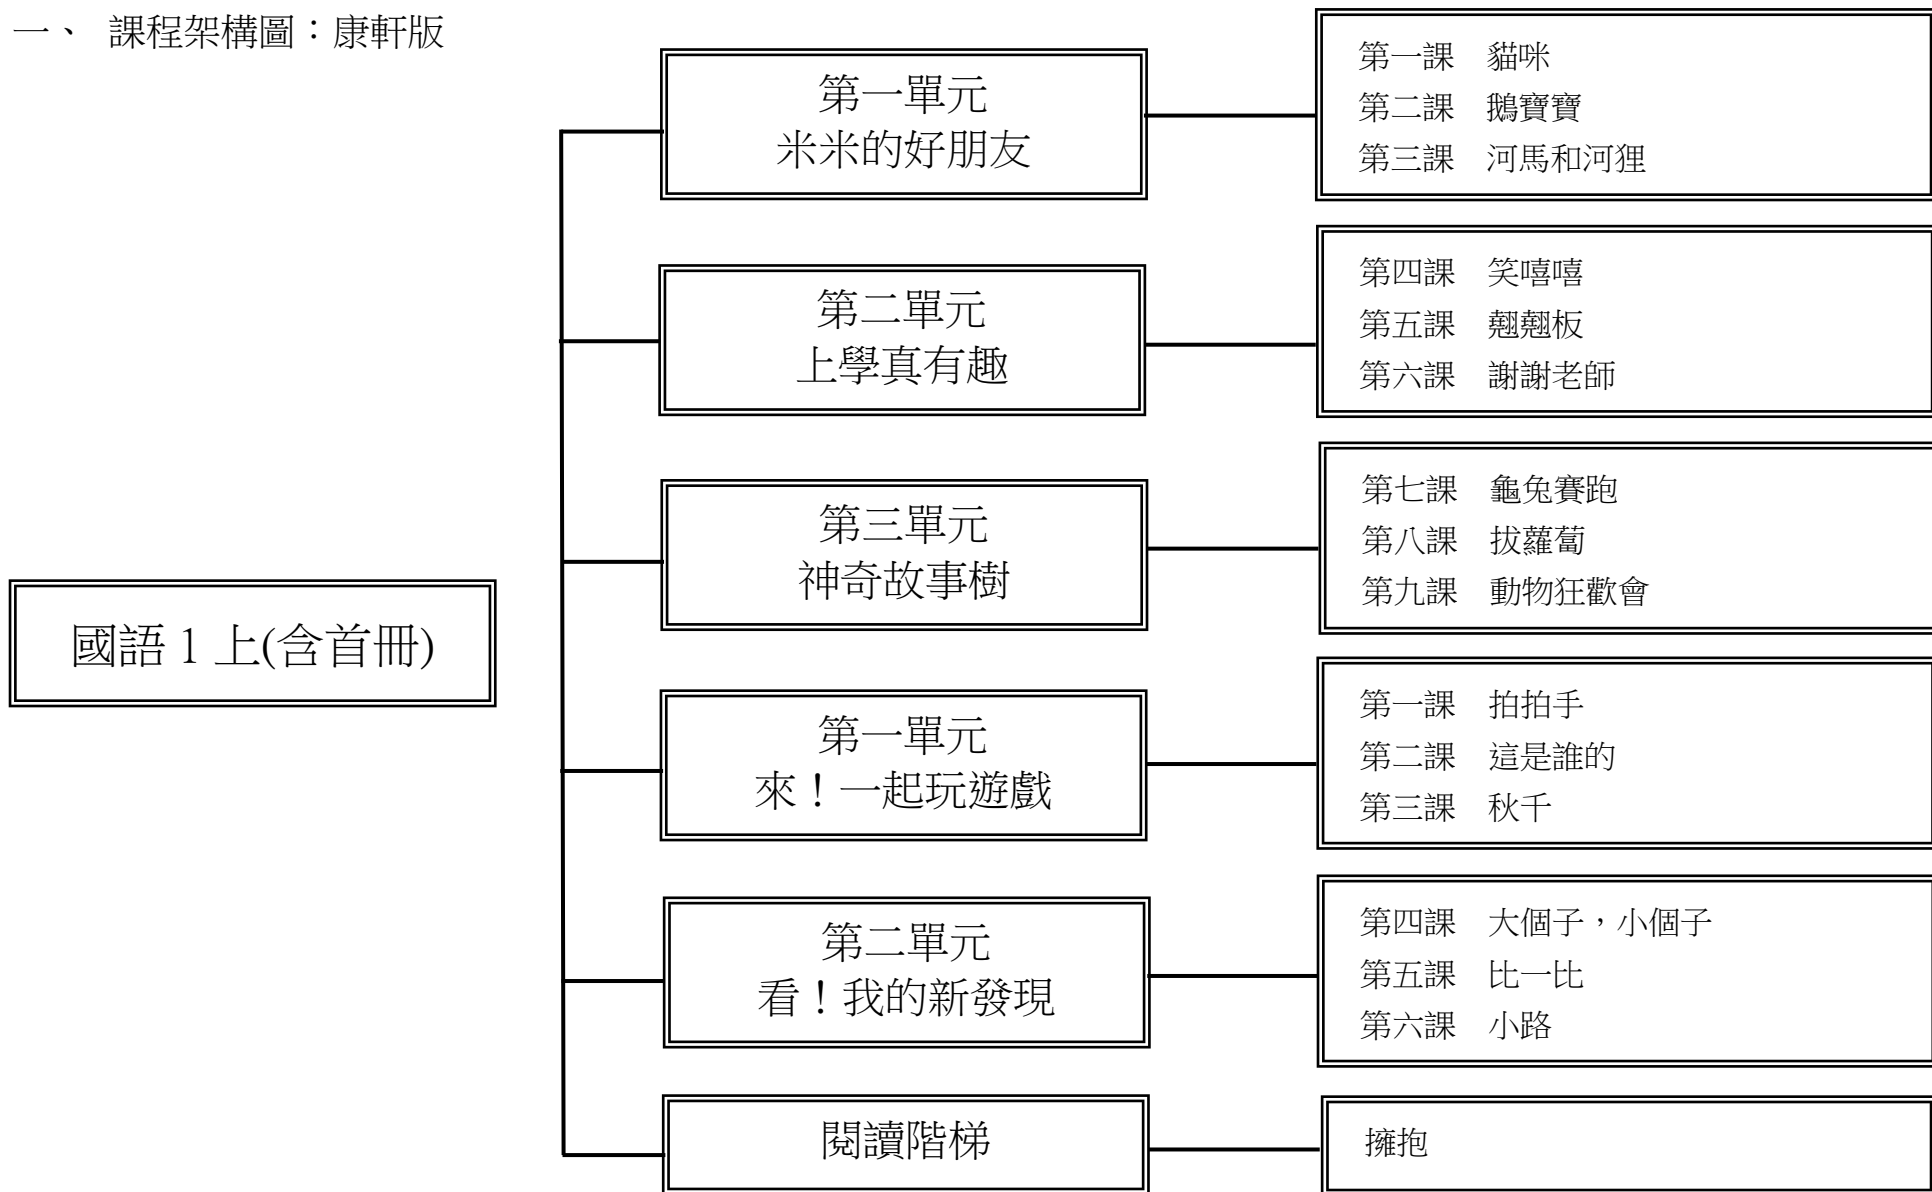 一、 課程架構圖：康軒版
國語 1 上(含首冊)
第一單元
米米的好朋友
第一課 貓咪
第二課 鵝寶寶
第三課 河馬和河狸
第二單元
上學真有趣
第四課 笑嘻嘻
第五課 翹翹板
第六課 謝謝老師
第三單元
神奇故事樹
第七課 龜兔賽跑
第八課 拔蘿蔔
第九課 動物狂歡會
第一單元
來！一起玩遊戲
第一課 拍拍手
第二課 這是誰的
第三課 秋千
第二單元
看！我的新發現
第四課 大個子，小個子
第五課 比一比
第六課 小路
閱讀階梯
擁抱